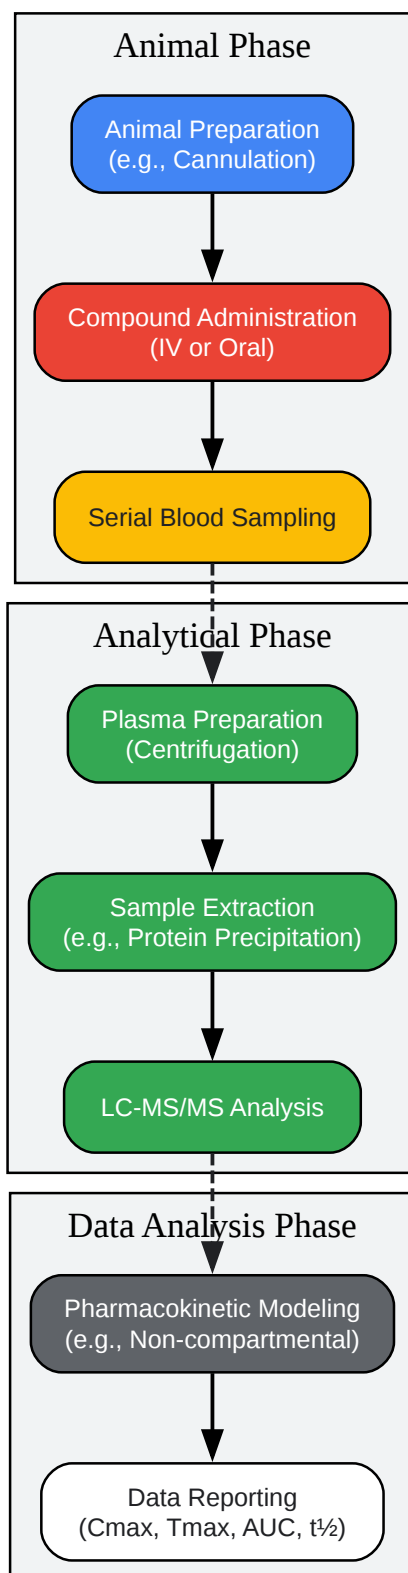 Animal Phase
Animal Preparation
(e.g., Cannulation)
Compound Administration
(IV or Oral)
Serial Blood Sampling
Analytical Phase
Plasma Preparation
(Centrifugation)
Sample Extraction
(e.g., Protein Precipitation)
LC-MS/MS Analysis
Data Analysis Phase
Pharmacokinetic Modeling
(e.g., Non-compartmental)
Data Reporting
(Cmax, Tmax, AUC, t½)